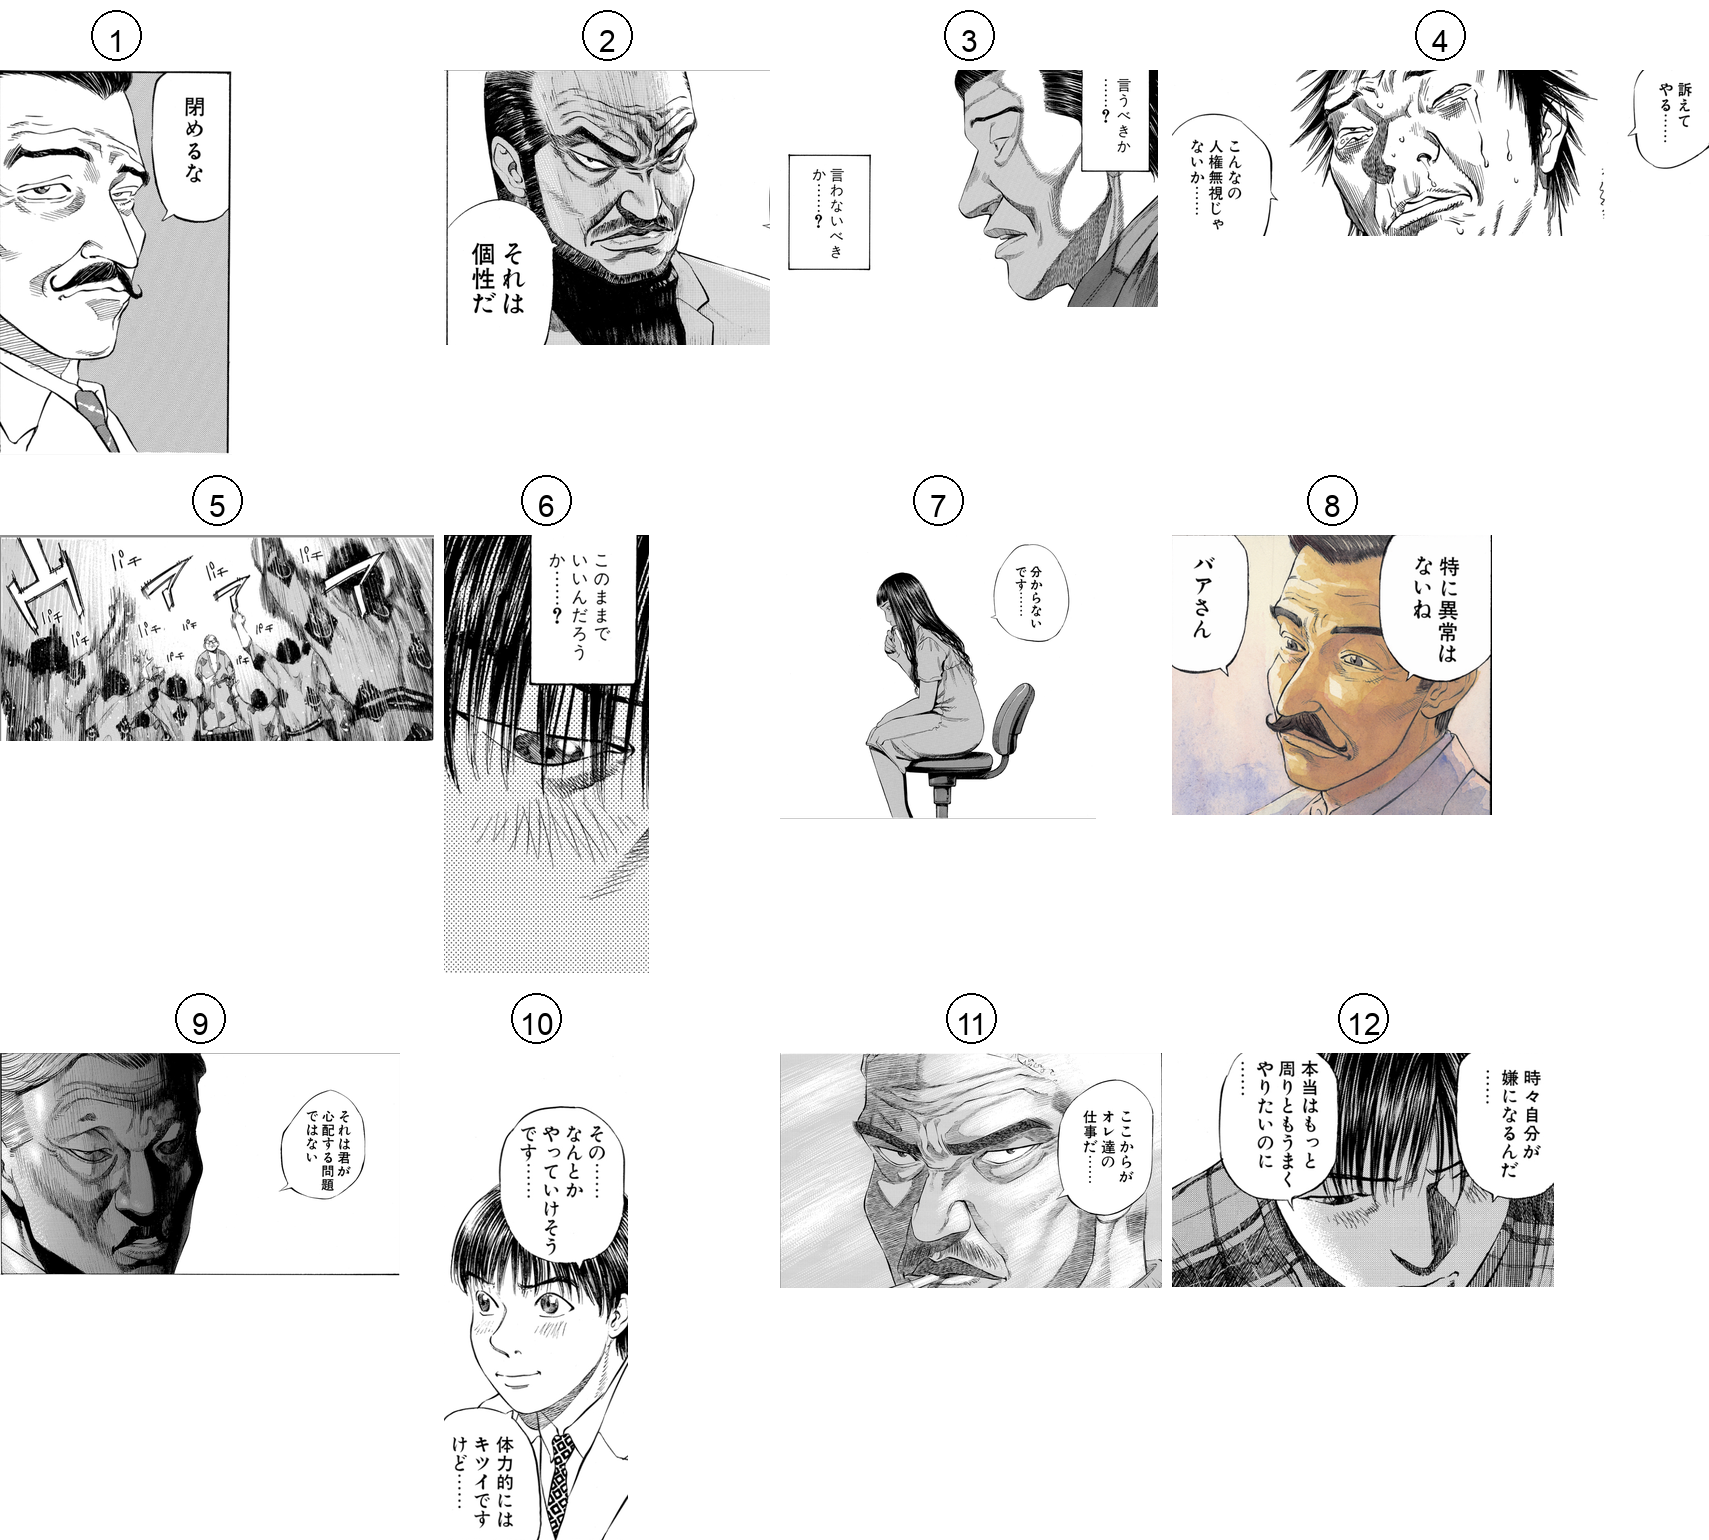 1
閉めるな
2
それは
個性だ
3
言うべきか
……？
言わないべき
か……？
4
訴えて
やる……
こんなの
人権無視じゃ
ないか……
5
パチ
パチ
パチ
パチ
パチ
パチ
パチ
パチ
パチ
パチ
6
このままで
いいんだろう
か……？
7
分からない
です……
8
特に異常は
ないね
バアさん
9
それは君が
心配する問題
ではない
10
その……
なんとか
やっていけそう
です……
体力的には
キツイです
けど……
11
ここからが
オレ達の
仕事だ……
12
時々自分が
嫌になるんだ
……
本当はもっと
周りともうまく
やりたいのに
……